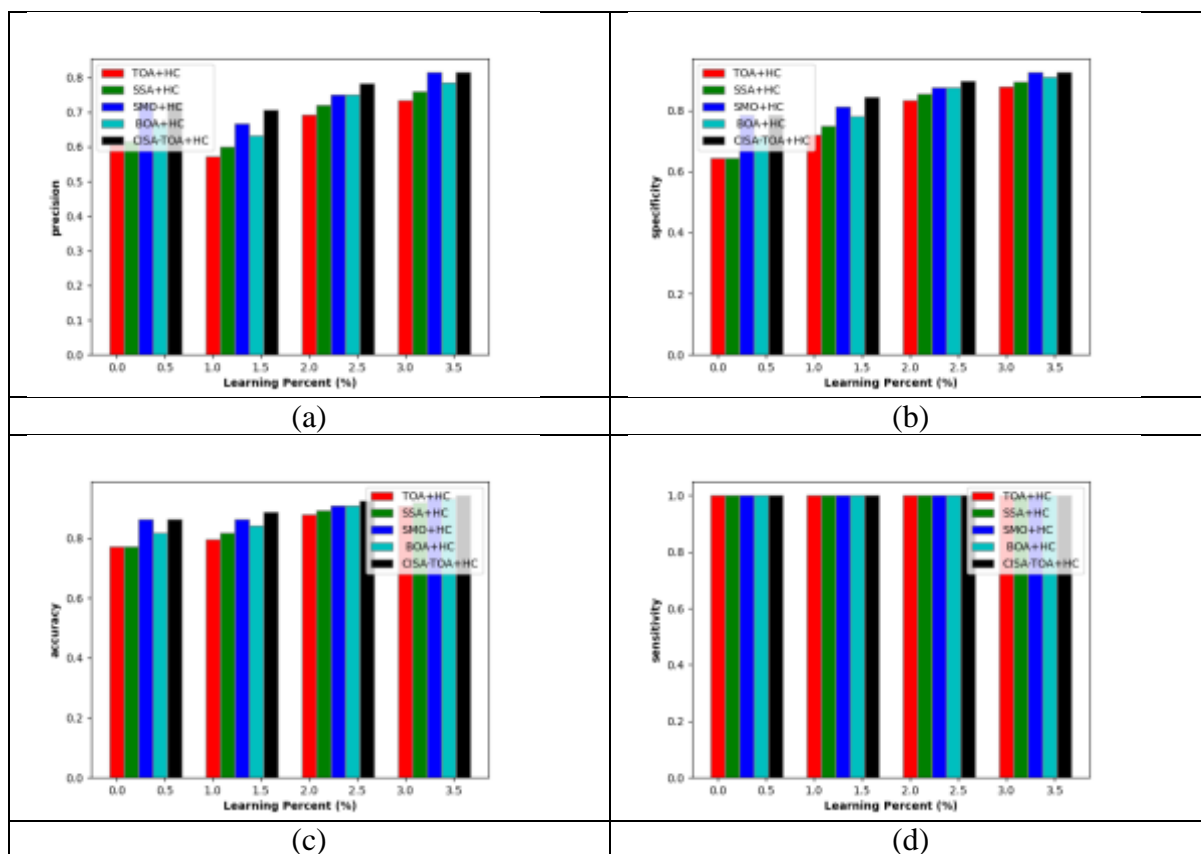 precision
0.8
0.7
0.6
0.5
0.4
0.3
0.2
0.1
0.0
TOA+HC
SSA+HC
SMO+HC
BOA+HC
CISA-TOA+HC
0.0 0.5 1.0 1.5 2.0 2.5 3.0 3.5
Learning Percent (%)
(a)
specificity
0.8
0.6
0.4
0.2
0.0
TOA+HC
SSA+HC
SMO+HC
BOA+HC
CISA-TOA+HC
0.0 0.5 1.0 1.5 2.0 2.5 3.0 3.5
Learning Percent (%)
(b)
accuracy
0.8
0.6
0.4
0.2
0.0
TOA+HC
SSA+HC
SMO+HC
BOA+HC
CISA-TOA+HC
0.0 0.5 1.0 1.5 2.0 2.5 3.0 3.5
Learning Percent (%)
(c)
sensitivity
1.0
0.8
0.6
0.4
0.2
0.0
TOA+HC
SSA+HC
SMO+HC
BOA+HC
CISA-TOA+HC
0.0 0.5 1.0 1.5 2.0 2.5 3.0 3.5
Learning Percent (%)
(d)